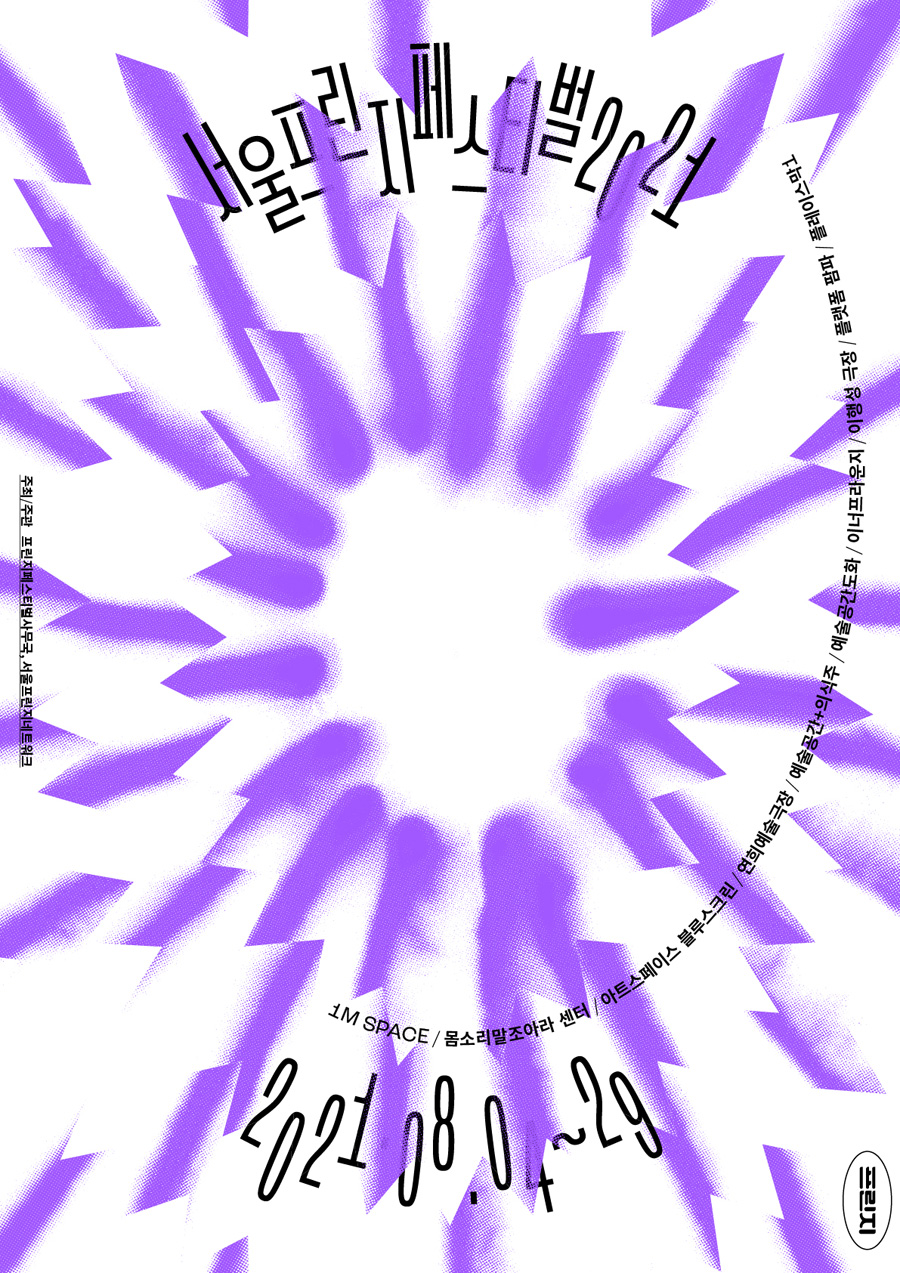 서울프린지페스티벌2021
1M SPACE / 몸소리말조아라 센터 / 아트스페이스 블루스크린 / 연희예술극장 / 예술공간+의식주 / 예술공간도화 / 이너프라운지 / 이행성 극장 / 플랫폼 팜파 / 플레이스막1
주최/주관 프린지페스티벌사무국, 서울프린지네트워크
2021.08.04~29
프린지